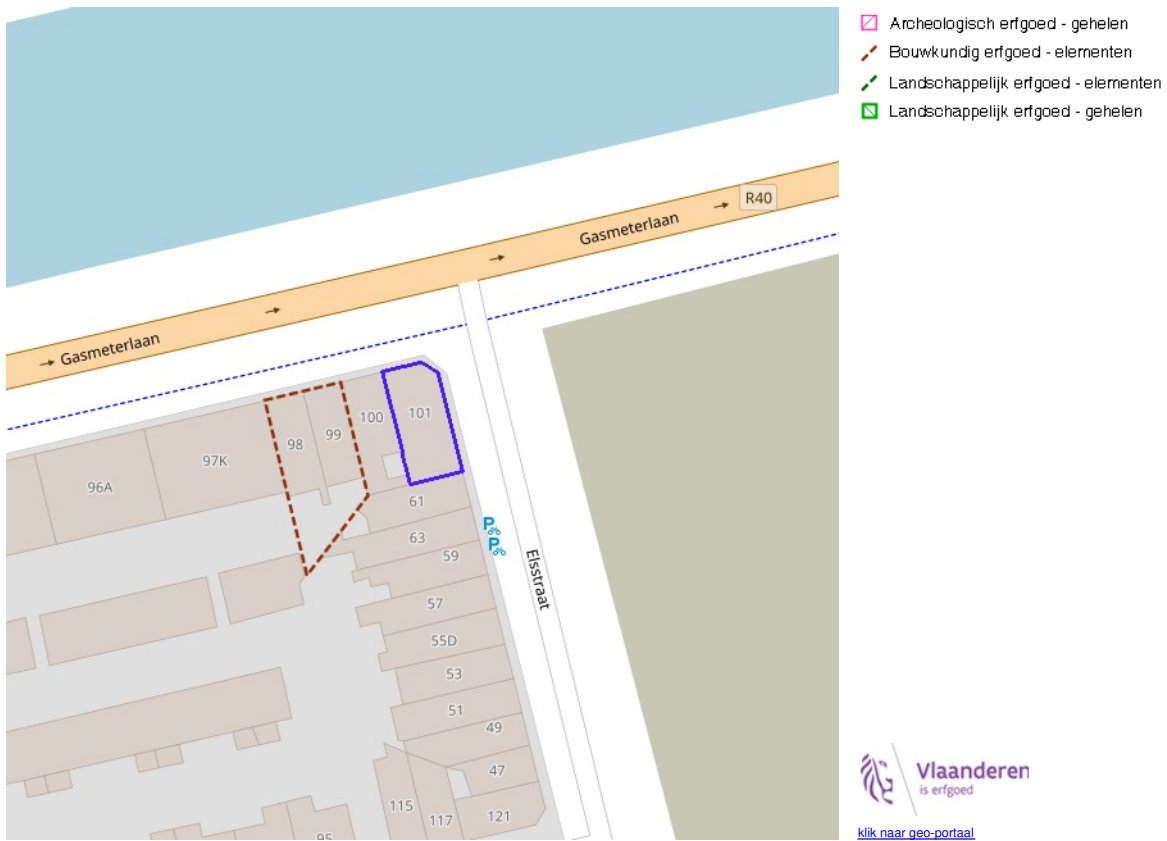 Archeologisch erfgoed - gehelen
Bouwkundig erfgoed - elementen
Landschappelijk erfgoed - elementen
Landschappelijk erfgoed - gehelen
R40
Gasmeterlaan
Gasmeterlaan
101
100
99
98
97K
96A
61
63
59
57
55D
53
51
49
47
115
117
121
95
P
P
Elsstraat
Vlaanderen
is erfgoed
klik naar geo-portaal